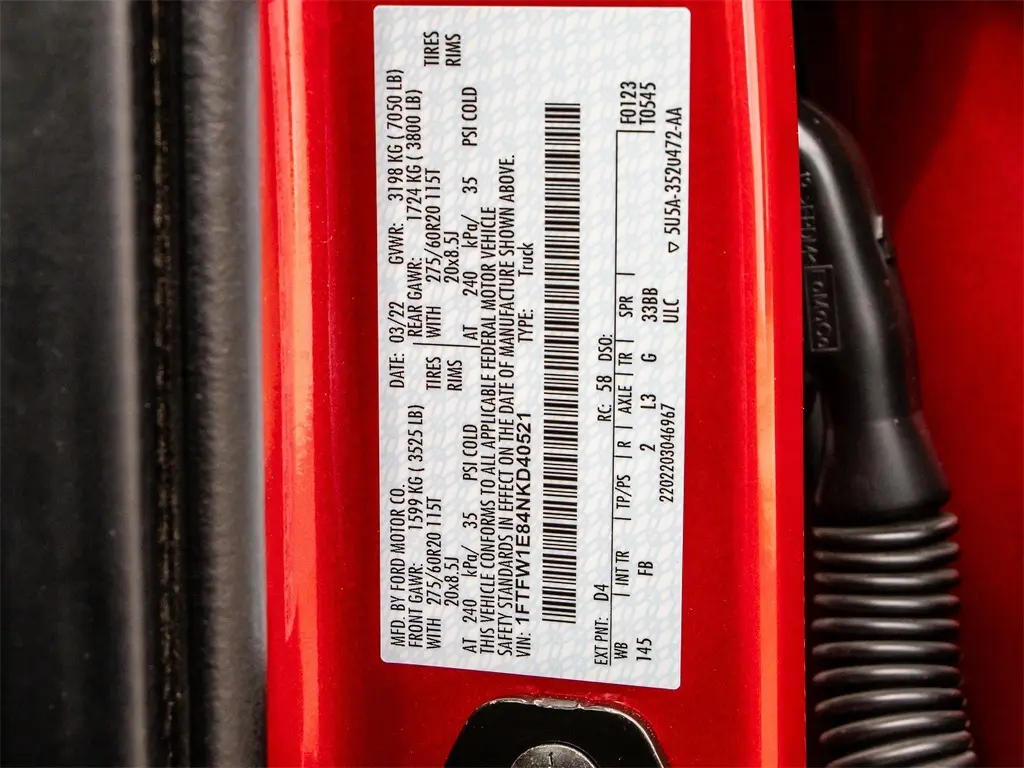 MFD. BY FORD MOTOR CO. DATE: 03/22 GVWR: 3198 KG ( 7050 LB)
FRONT GAWR: 1599 KG ( 3525 LB) REAR GAWR: 1724 KG ( 3800 LB)
WITH 275/60R20 115T TIRES WITH 275/60R20 115T TIRES
20x8.5J RIMS 20x8.5J RIMS
AT 240 kPa/ 35 PSI COLD AT 240 kPa/ 35 PSI COLD
THIS VEHICLE CONFORMS TO ALL APPLICABLE FEDERAL MOTOR VEHICLE
SAFETY STANDARDS IN EFFECT ON THE DATE OF MANUFACTURE SHOWN ABOVE.
VIN: 1FTFW1E84NKD40521 TYPE: Truck
EXT PNT: D4 RC: 58 DSO: F0123
WB INT TR TP/PS R AXLE TR SPR T0545
145 FB 2 L3 G 33BB
220220304696​7 ULC ▽ 5U5A-3520472-AA